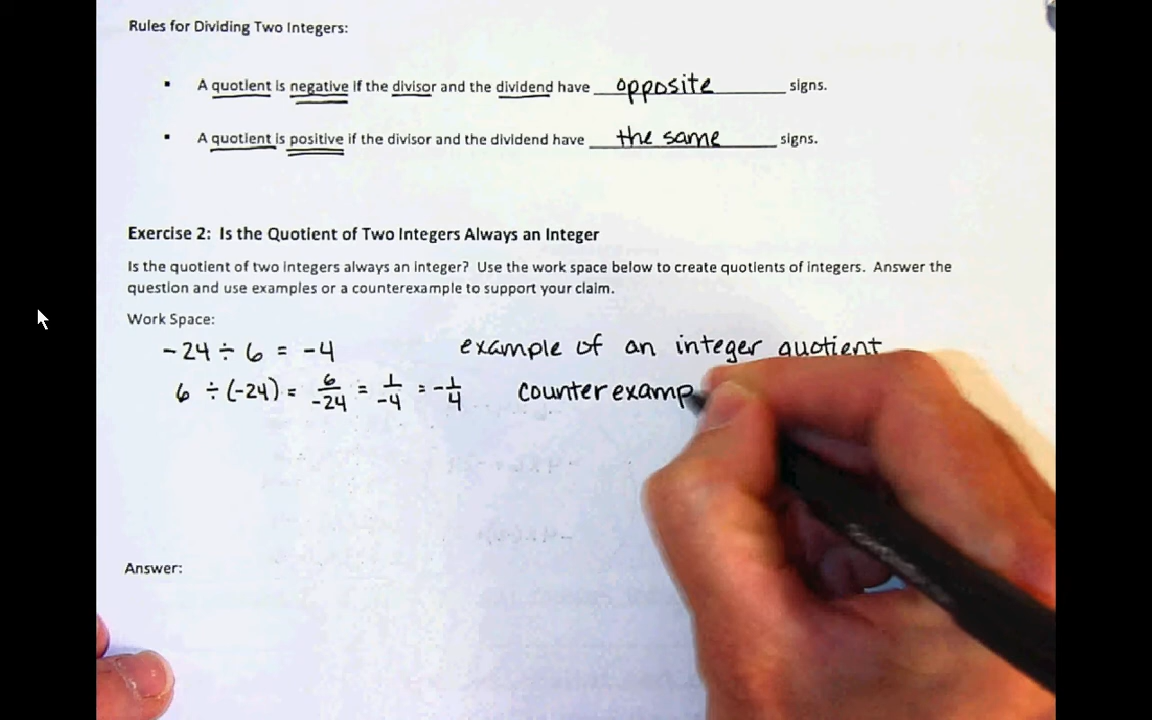 Rules for Dividing Two Integers:
▪ A quotient is negative if the divisor and the dividend have opposite signs.
▪ A quotient is positive if the divisor and the dividend have the same signs.
Exercise 2: Is the Quotient of Two Integers Always an Integer
Is the quotient of two integers always an integer? Use the work space below to create quotients of integers. Answer the
question and use examples or a counterexample to support your claim.
Work Space:
-24 ÷ 6 = -4 example of an integer quotient
6 ÷ (-24) = 6/-24 = 1/-4 = -1/4 counterexamp
Answer: